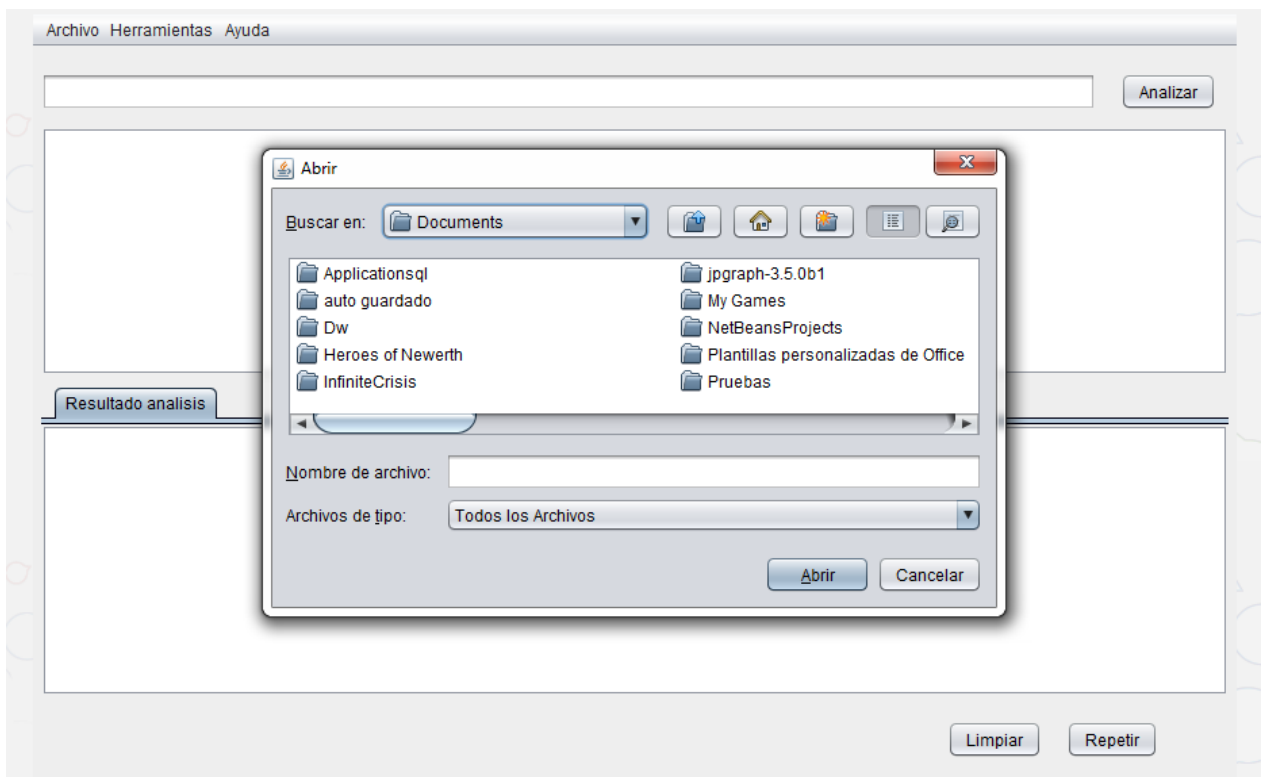 Archivo Herramientas Ayuda
Analizar
Abrir
Buscar en: Documents
Applicationsql
auto guardado
Dw
Heroes of Newerth
InfiniteCrisis
jpgraph-3.5.0b1
My Games
NetBeansProjects
Plantillas personalizadas de Office
Pruebas
Resultado analisis
Nombre de archivo:
Archivos de tipo: Todos los Archivos
Abrir Cancelar
Limpiar Repetir